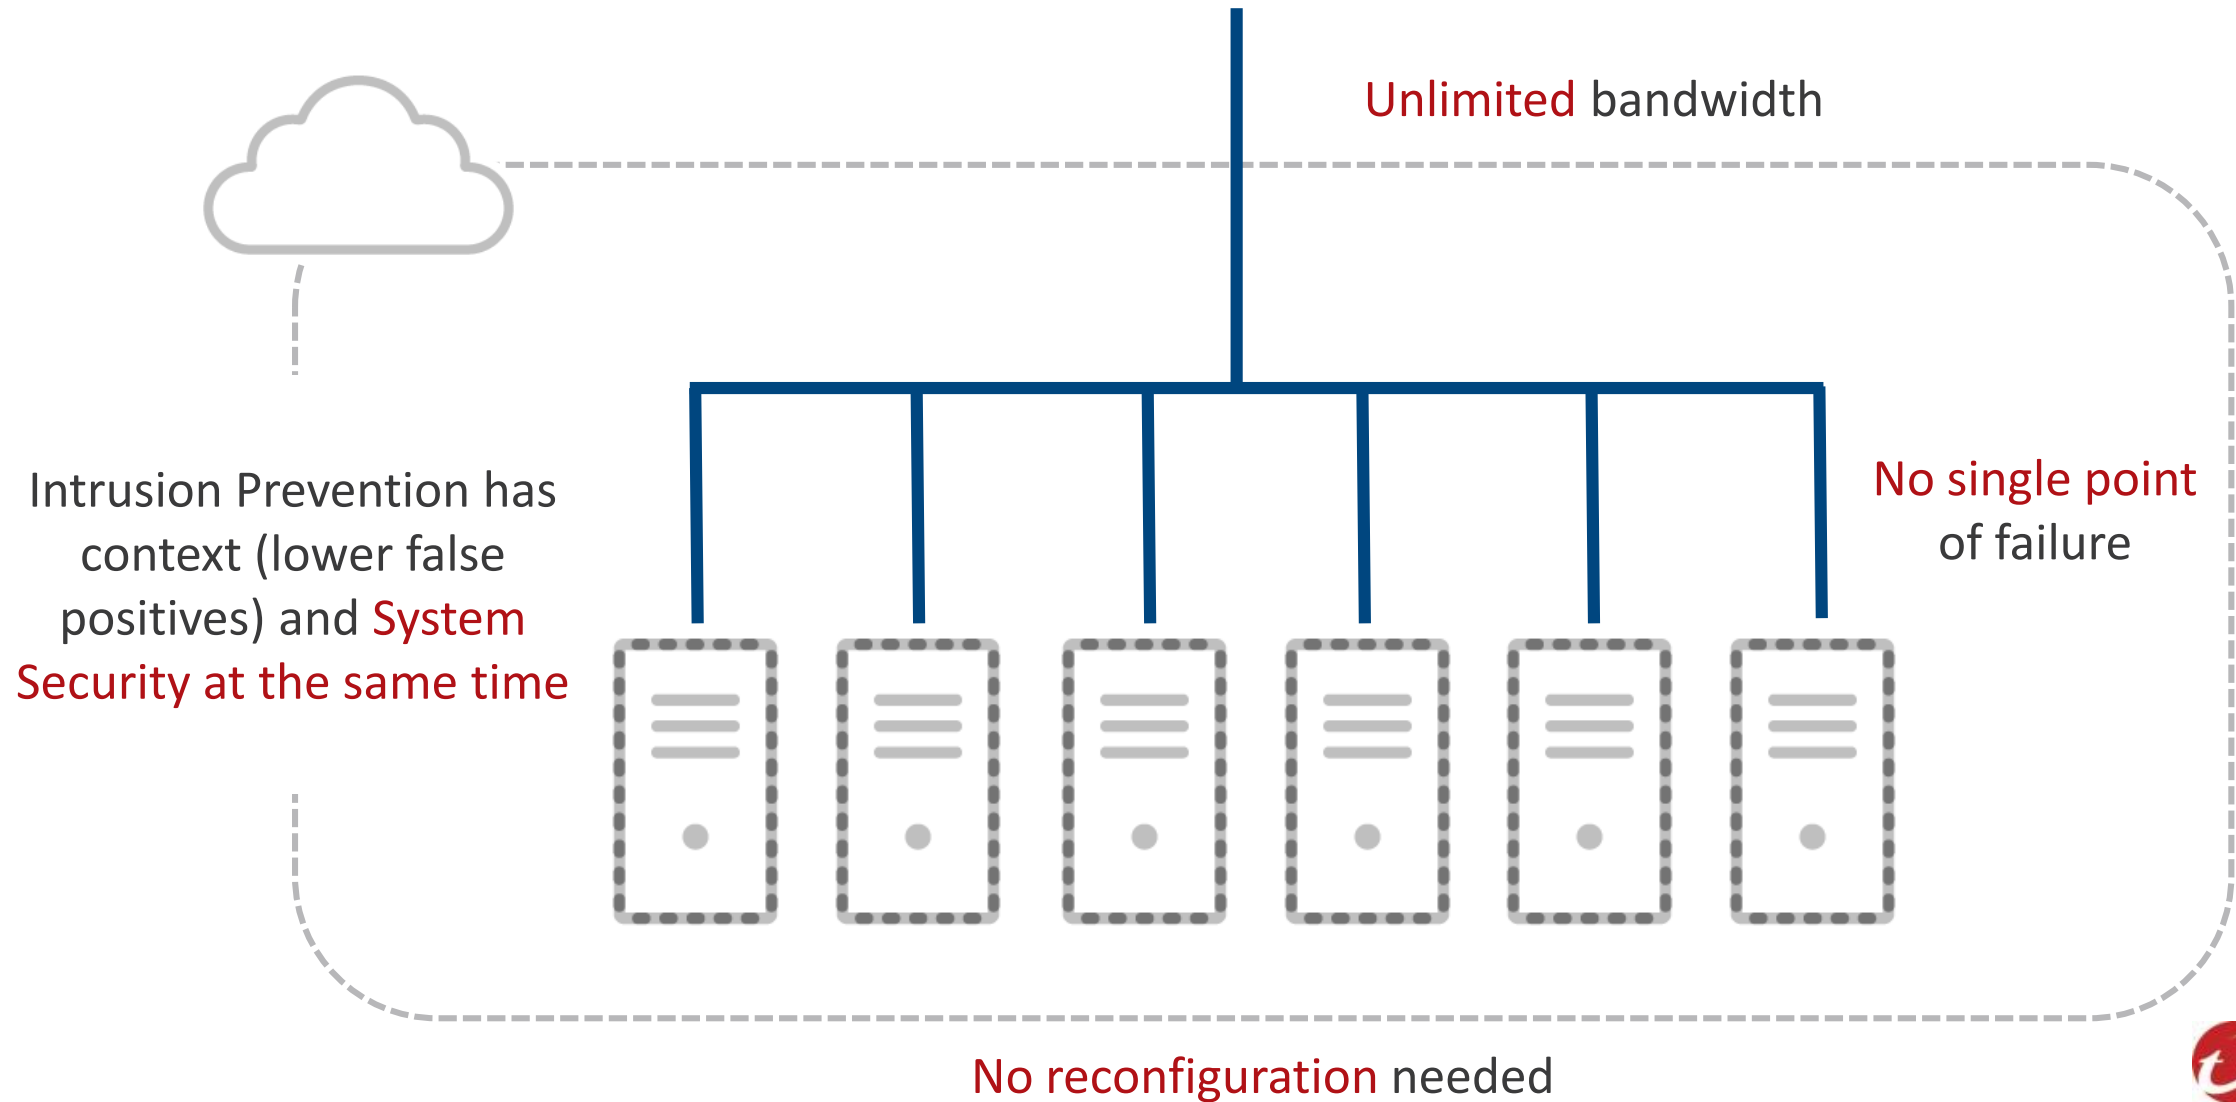 Unlimited bandwidth
Intrusion Prevention has
context (lower false
positives) and System
Security at the same time
No single point
of failure
No reconfiguration needed